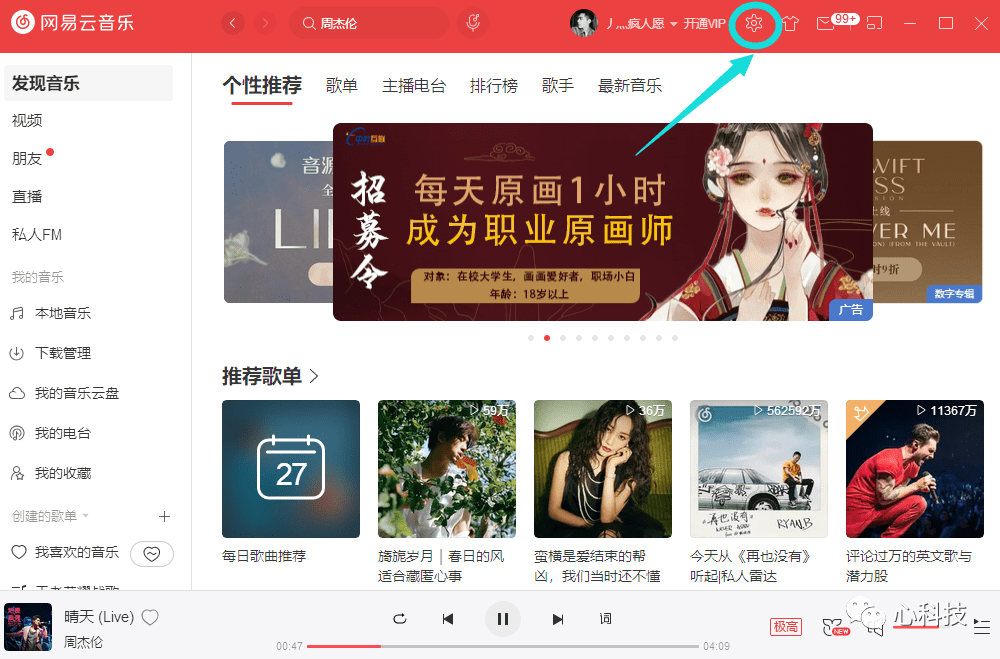 网易云音乐
周杰伦
疯人愿
开通VIP
99+
发现音乐
视频
朋友
直播
私人FM
我的音乐
本地音乐
下载管理
我的音乐云盘
我的电台
我的收藏
创建的歌单
我喜欢的音乐
个性推荐
歌单
主播电台
排行榜
歌手
最新音乐
音源
全
LI
招募令
每天原画1小时
成为职业原画师
对象：在校大学生，画画爱好者，职场小白
年龄：18岁以上
广告
WIFT
SS
上线
VER ME
(FROM THE VAULT)
时9折
数字专辑
推荐歌单
27
每日歌曲推荐
59万
旖旎岁月｜春日的风
适合藏匿心事
36万
蛮横是爱结束的帮
凶，我们当时还不懂
562592万
再也没有
RYAN.B
今天从《再也没有》
听起|私人雷达
11367万
评论过万的英文歌与
潜力股
晴天 (Live)
周杰伦
词
00:47
04:09
极高
NEW
心科技